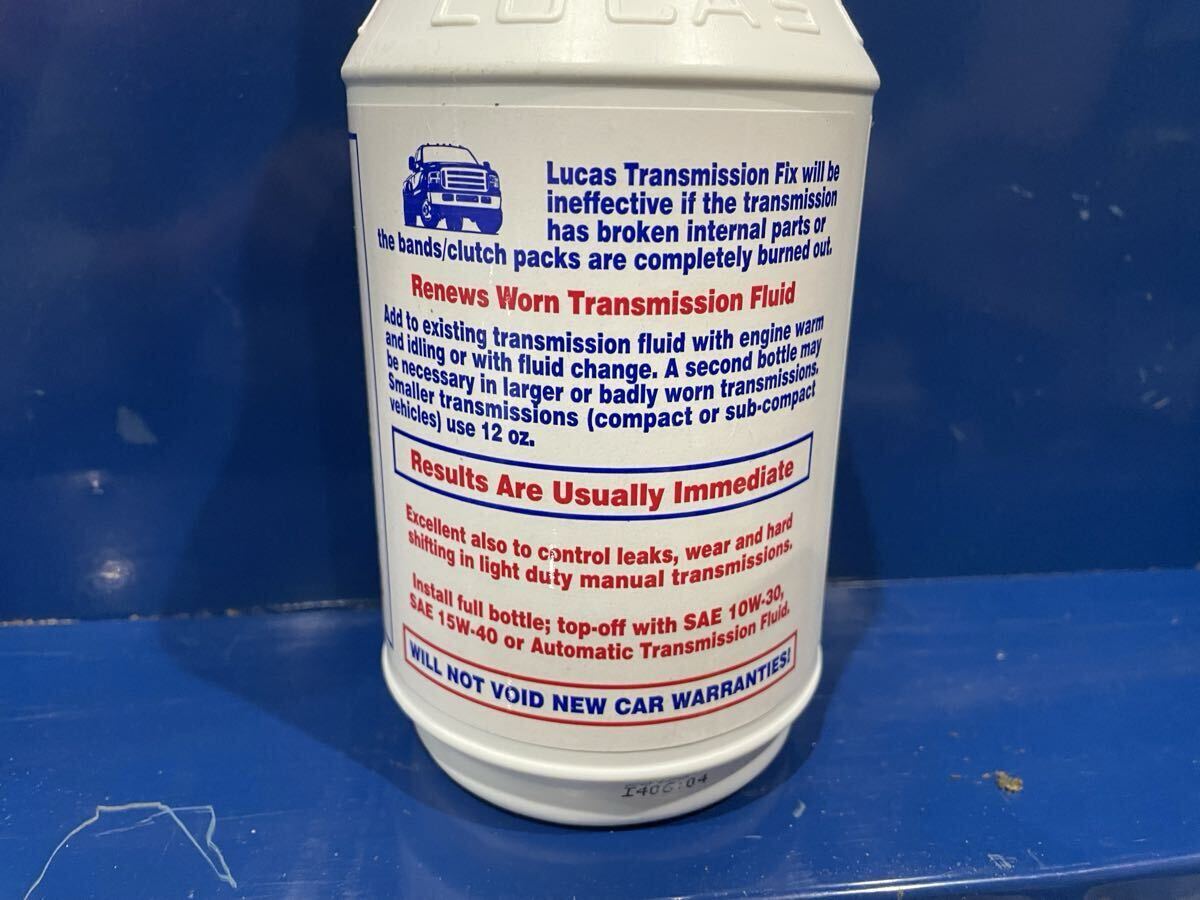 LUCAS
Lucas Transmission Fix will be
ineffective if the transmission
has broken internal parts or
the bands/clutch packs are completely burned out.
Renews Worn Transmission Fluid
Add to existing transmission fluid with engine warm
and idling or with fluid change. A second bottle may
be necessary in larger or badly worn transmissions.
Smaller transmissions (compact or sub-compact
vehicles) use 12 oz.
Results Are Usually Immediate
Excellent also to control leaks, wear and hard
shifting in light duty manual transmissions.
Install full bottle; top-off with SAE 10W-30,
SAE 15W-40 or Automatic Transmission Fluid.
WILL NOT VOID NEW CAR WARRANTIES!